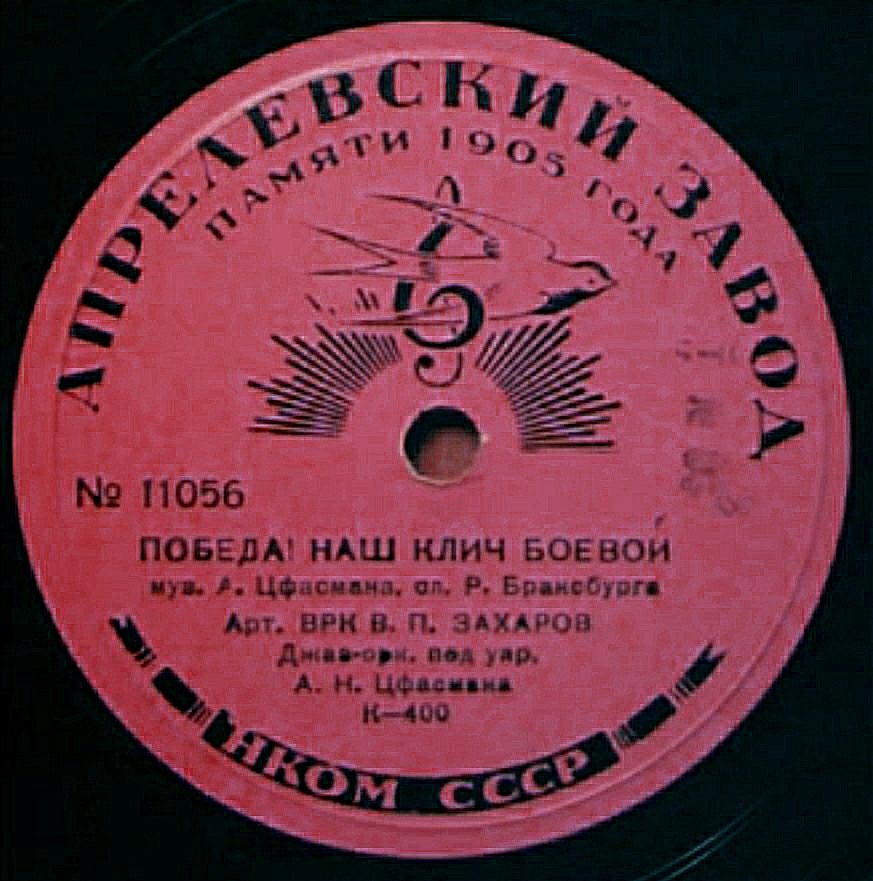 АПРЕЛЕВСКИЙ ЗАВОД
ПАМЯТИ 1905 ГОДА
№ 11056
ПОБЕДА! НАШ КЛИЧ БОЕВОЙ
муз. А. Цфасмана, сл. Р. Браксбурга
Арт. ВРК В. П. ЗАХАРОВ
Джаз-орк. под упр.
А. Н. Цфасмана
К—400
НКОМ СССР